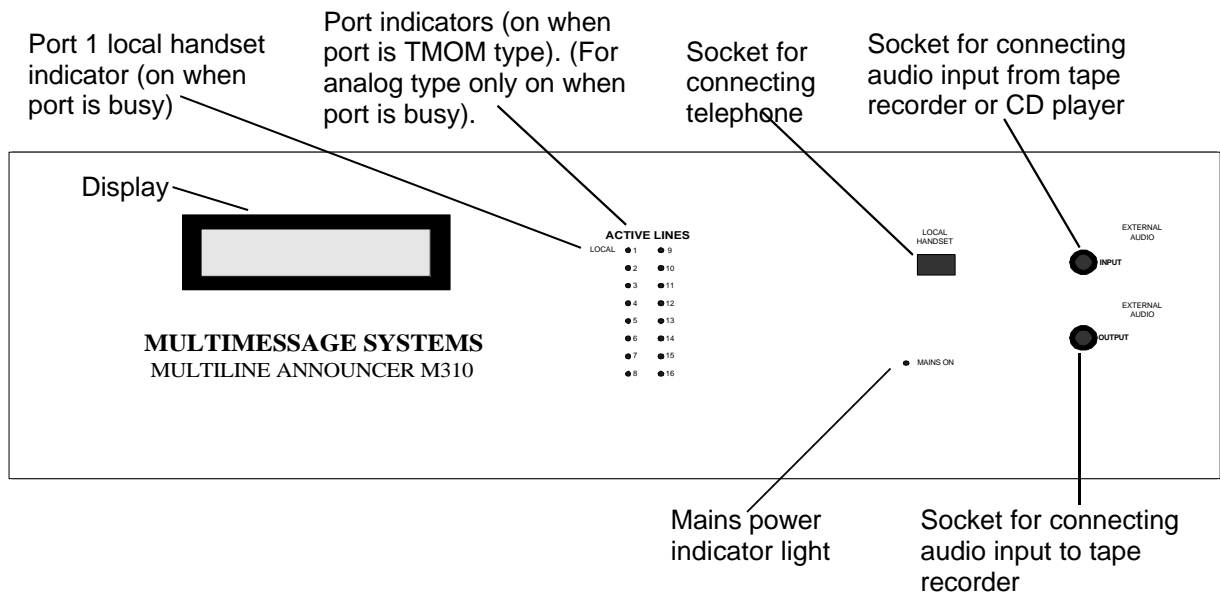 Port 1 local handset
indicator (on when
port is busy)
Port indicators (on when
port is TMOM type). (For
analog type only on when
port is busy).
Socket for
connecting
telephone
Socket for connecting
audio input from tape
recorder or CD player
Display
ACTIVE LINES
LOCAL 1 9
2 10
3 11
4 12
5 13
6 14
7 15
8 16
MULTIMESSAGE SYSTEMS
MULTILINE ANNOUNCER M310
LOCAL
HANDSET
EXTERNAL
AUDIO
INPUT
EXTERNAL
AUDIO
OUTPUT
MAINS ON
Mains power
indicator light
Socket for connecting
audio input to tape
recorder